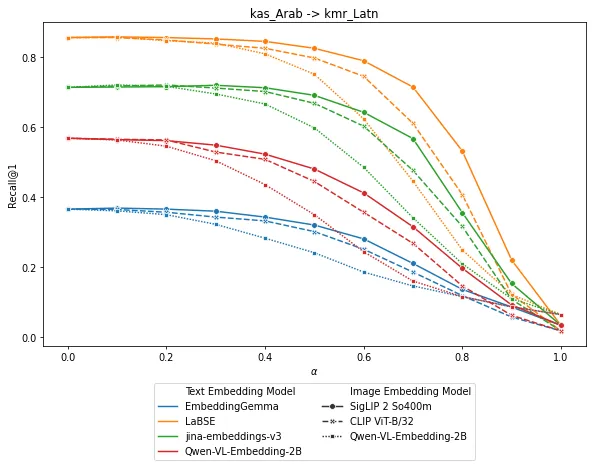 kas_Arab -> kmr_Latn
Recall@1
0.8
0.6
0.4
0.2
0.0
0.0 0.2 0.4 0.6 0.8 1.0
α
Text Embedding Model Image Embedding Model
EmbeddingGemma SigLIP 2 So400m
LaBSE CLIP ViT-B/32
jina-embeddings-v3 Qwen-VL-Embedding-2B
Qwen-VL-Embedding-2B